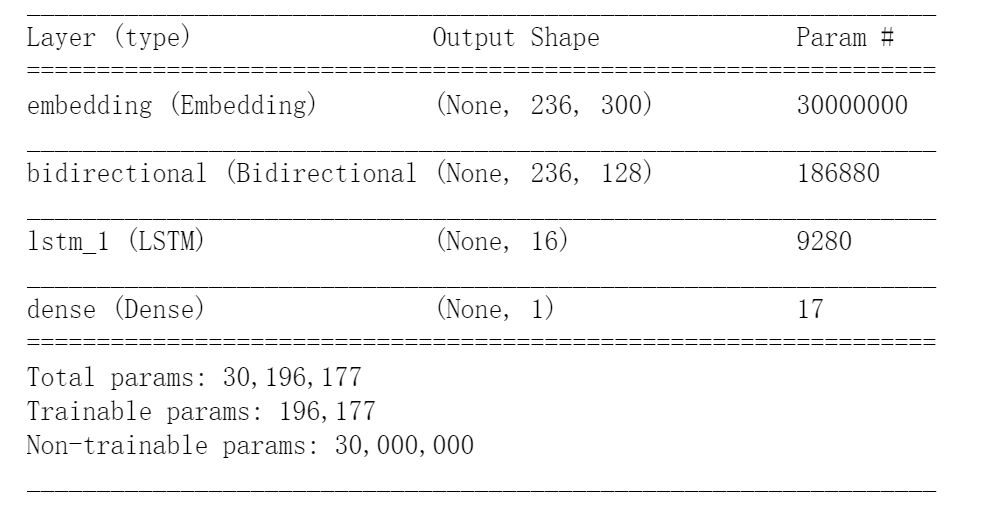 Layer (type)                 Output Shape              Param #
=================================================================
embedding (Embedding)        (None, 236, 300)          30000000
_________________________________________________________________
bidirectional (Bidirectional (None, 236, 128)          186880
_________________________________________________________________
lstm_1 (LSTM)                (None, 16)                9280
_________________________________________________________________
dense (Dense)                (None, 1)                 17
=================================================================
Total params: 30,196,177
Trainable params: 196,177
Non-trainable params: 30,000,000
_________________________________________________________________